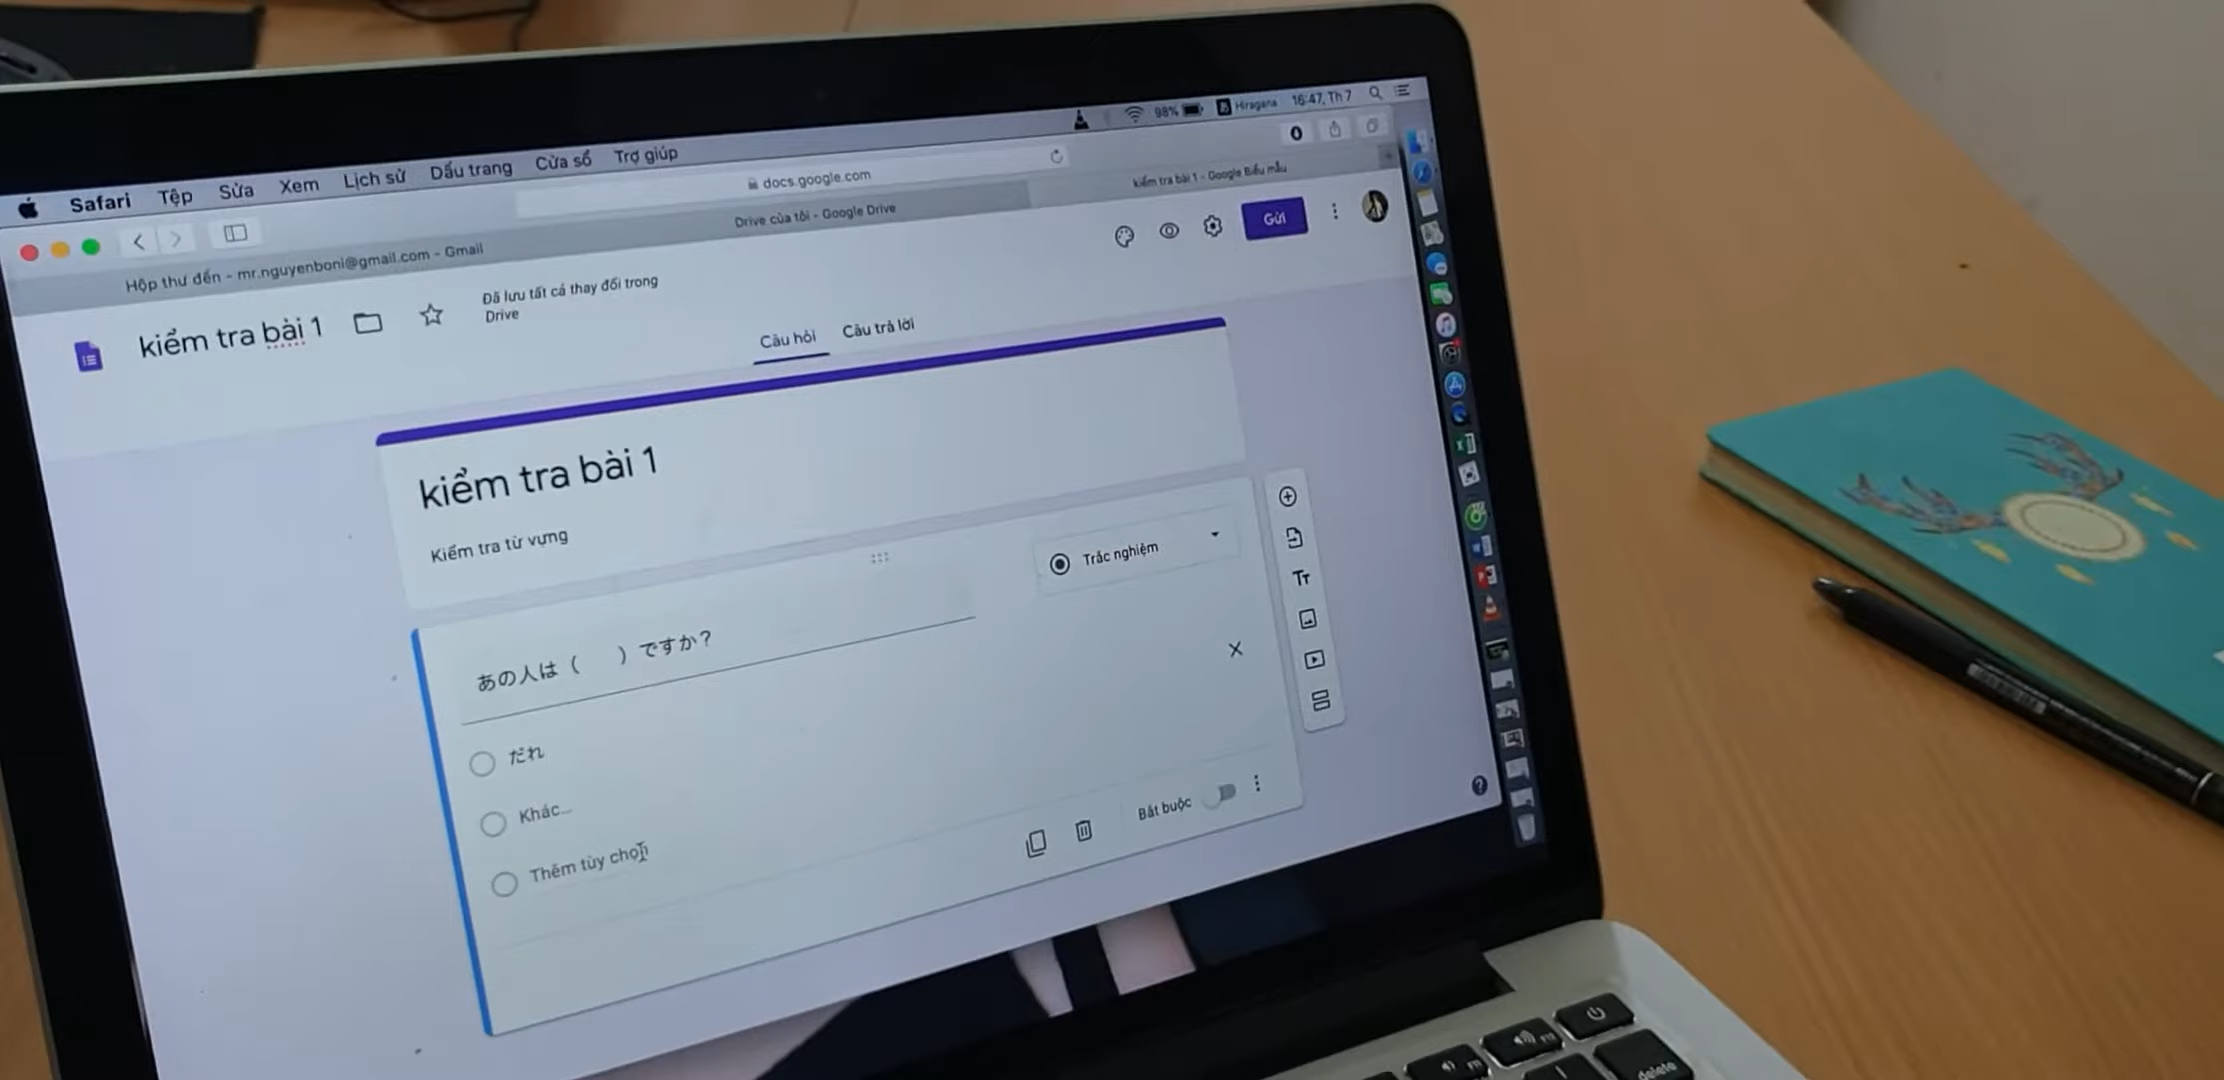 Safari Tệp Sửa Xem Lịch sử Dấu trang Cửa sổ Trợ giúp 98% Hiragana 16:47, Th 7
docs.google.com
Hộp thư đến - mr.nguyenboni@gmail.com - Gmail
Drive của tôi - Google Drive
kiểm tra bài 1 - Google Biểu mẫu
kiểm tra bài 1
Đã lưu tất cả thay đổi trong
Drive
Gửi
Câu hỏi Câu trả lời
kiểm tra bài 1
Kiểm tra từ vựng
Trắc nghiệm
あの人は（ ）ですか？
だれ
Khác...
Thêm tùy chọn
Bắt buộc
delete